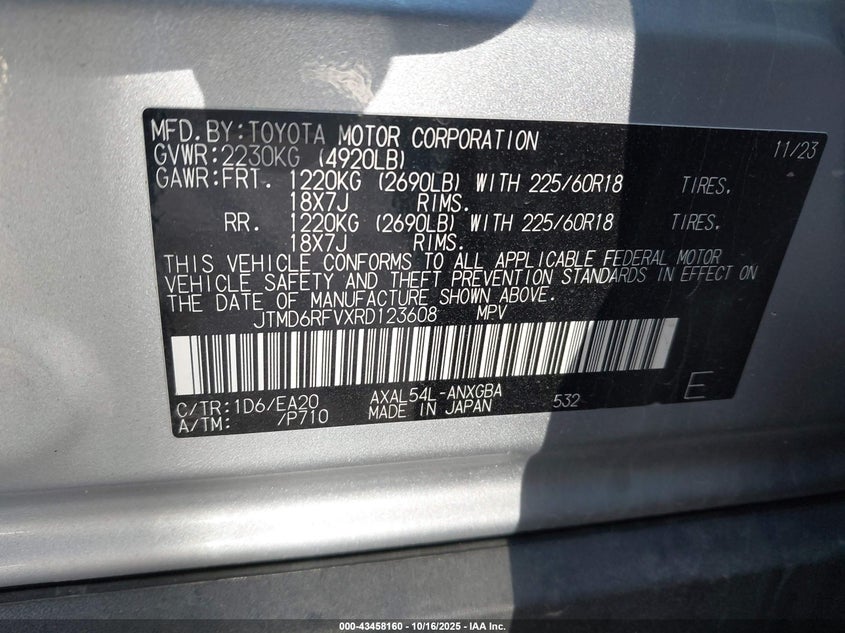 MFD.BY:TOYOTA MOTOR CORPORATION 11/23
GVWR:2230KG (4920LB)
GAWR:FRT. 1220KG (2690LB) WITH 225/60R18 TIRES.
18X7J RIMS.
RR. 1220KG (2690LB) WITH 225/60R18 TIRES.
18X7J RIMS.
THIS VEHICLE CONFORMS TO ALL APPLICABLE FEDERAL MOTOR
VEHICLE SAFETY AND THEFT PREVENTION STANDARDS IN EFFECT ON
THE DATE OF MANUFACTURE SHOWN ABOVE.
JTMD6RFVXRD123608 MPV
C/TR:1D6/EA20 AXAL54L-ANXGBA 532 E
A/TM: /P710 MADE IN JAPAN
000-43458160 - 10/16/2025 - IAA Inc.